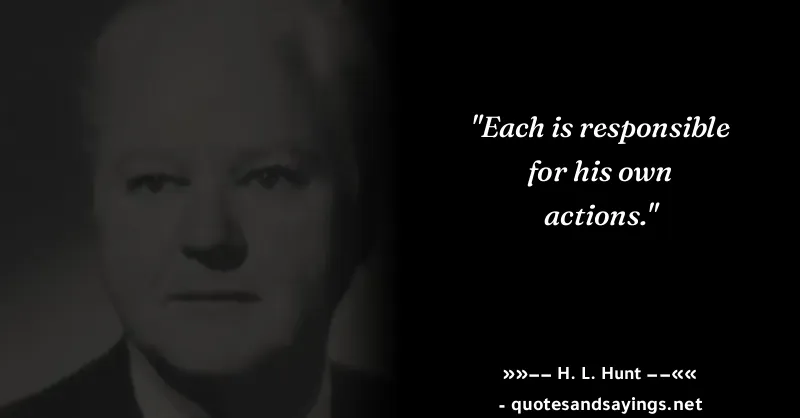 "Each is responsible
for his own
actions."
»»−− H. L. Hunt −−««
- quotesandsayings.net